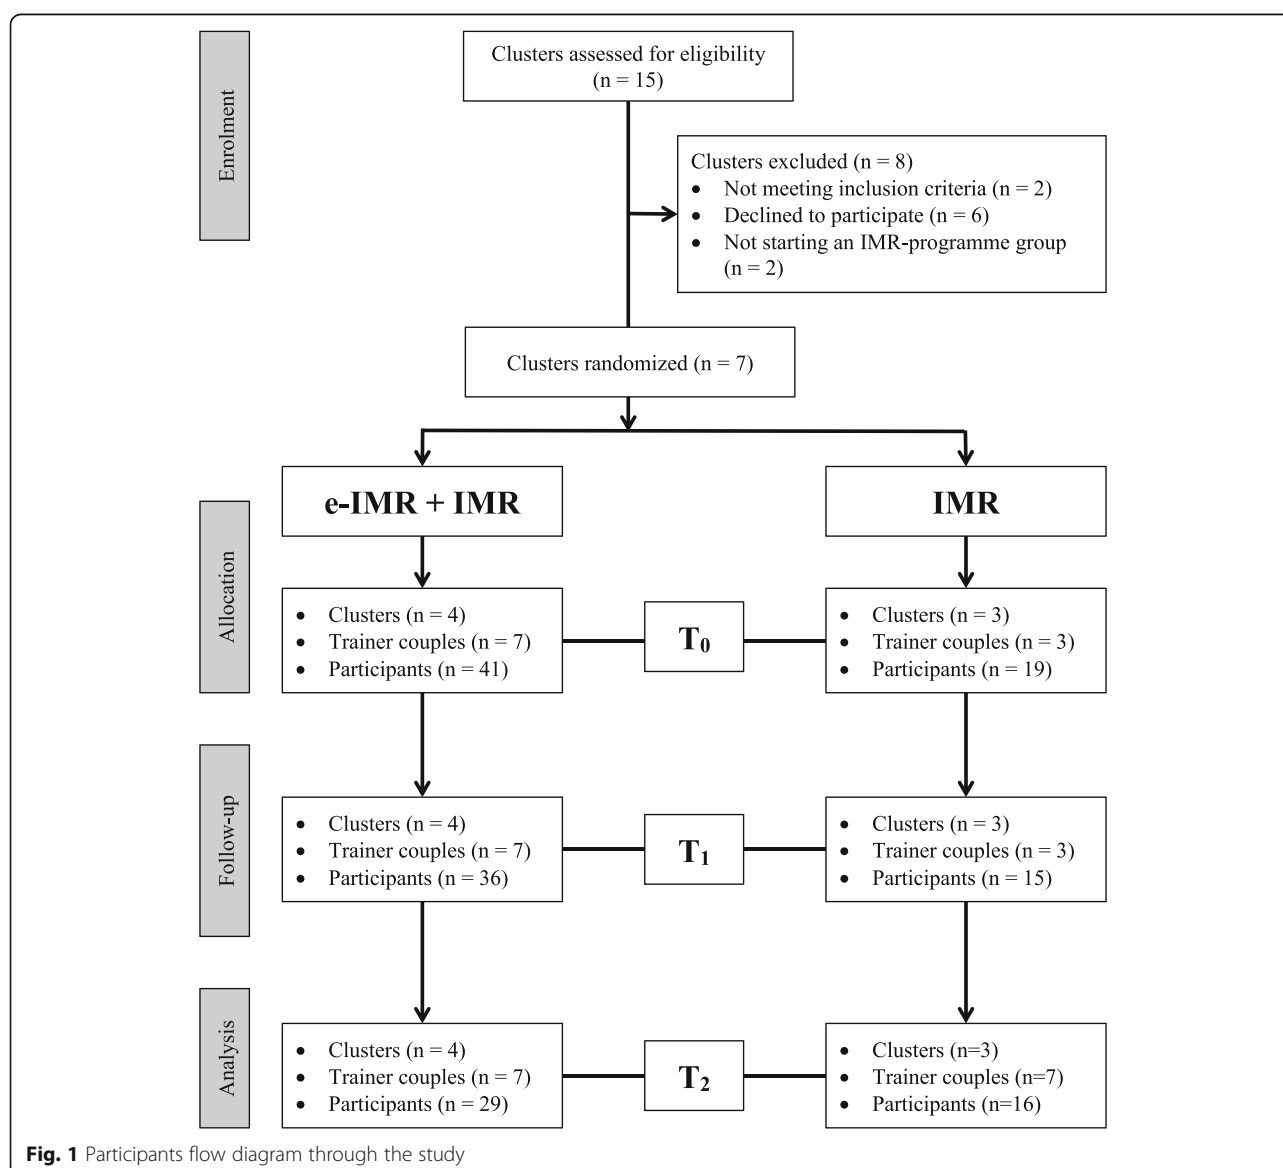 Enrolment
Clusters assessed for eligibility
(n = 15)
Clusters excluded (n = 8)
• Not meeting inclusion criteria (n = 2)
• Declined to participate (n = 6)
• Not starting an IMR-programme group
(n = 2)
Clusters randomized (n = 7)
e-IMR + IMR
IMR
Allocation
• Clusters (n = 4)
• Trainer couples (n = 7)
• Participants (n = 41)
T0
• Clusters (n = 3)
• Trainer couples (n = 3)
• Participants (n = 19)
Follow-up
• Clusters (n = 4)
• Trainer couples (n = 7)
• Participants (n = 36)
T1
• Clusters (n = 3)
• Trainer couples (n = 3)
• Participants (n = 15)
Analysis
• Clusters (n = 4)
• Trainer couples (n = 7)
• Participants (n = 29)
T2
• Clusters (n=3)
• Trainer couples (n=7)
• Participants (n=16)
Fig. 1 Participants flow diagram through the study